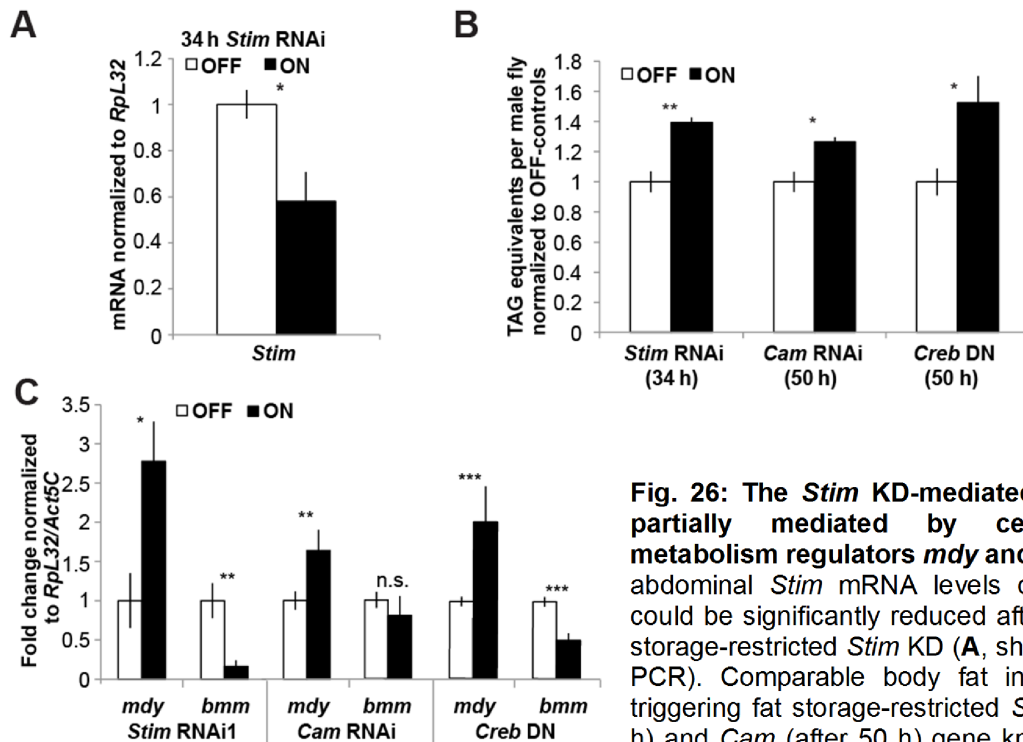 A
34 h Stim RNAi
OFF ON
mRNA normalized to RpL32
1.2
1
0.8
0.6
0.4
0.2
0
*
Stim
B
TAG equivalents per male fly
normalized to OFF-controls
OFF ON
1.8
1.6
1.4
1.2
1
0.8
0.6
0.4
0.2
0
** * *
Stim RNAi Cam RNAi Creb DN
(34 h) (50 h) (50 h)
C
Fold change normalized
to RpL32/Act5C
OFF ON
3.5
3
2.5
2
1.5
1
0.5
0
* ** ** n.s. *** ***
mdy bmm mdy bmm mdy bmm
Stim RNAi1 Cam RNAi Creb DN
Fig. 26: The Stim KD-mediated
partially mediated by
metabolism regulators mdy
abdominal Stim mRNA levels
could be significantly reduced
storage-restricted Stim KD (A,
PCR). Comparable body fat
triggering fat storage-restricted
h) and Cam (after 50 h) gene